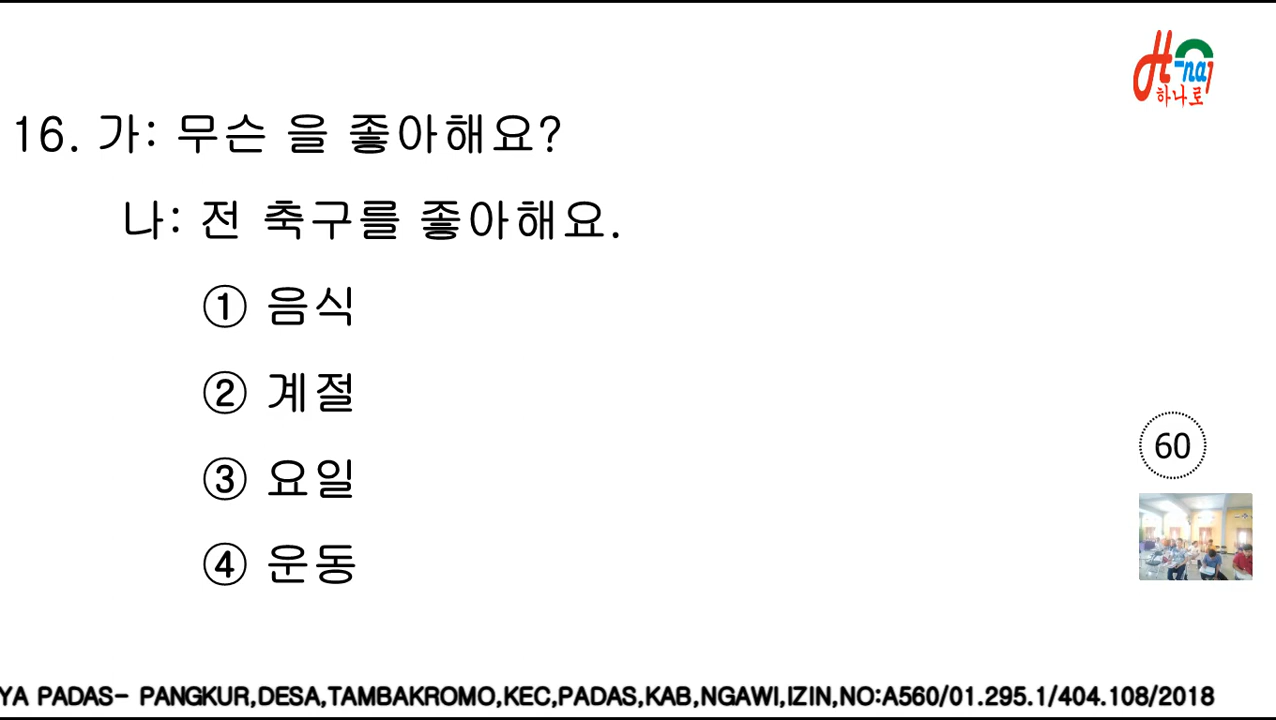 H-na
하나로
16. 가: 무슨 을 좋아해요?
나: 전 축구를 좋아해요.
① 음식
② 계절
③ 요일
④ 운동
60
YA PADAS- PANGKUR,DESA,TAMBAKROMO,KEC,PADAS,KAB,NGAWI,IZIN,NO:A560/01.295.1/404.108/2018